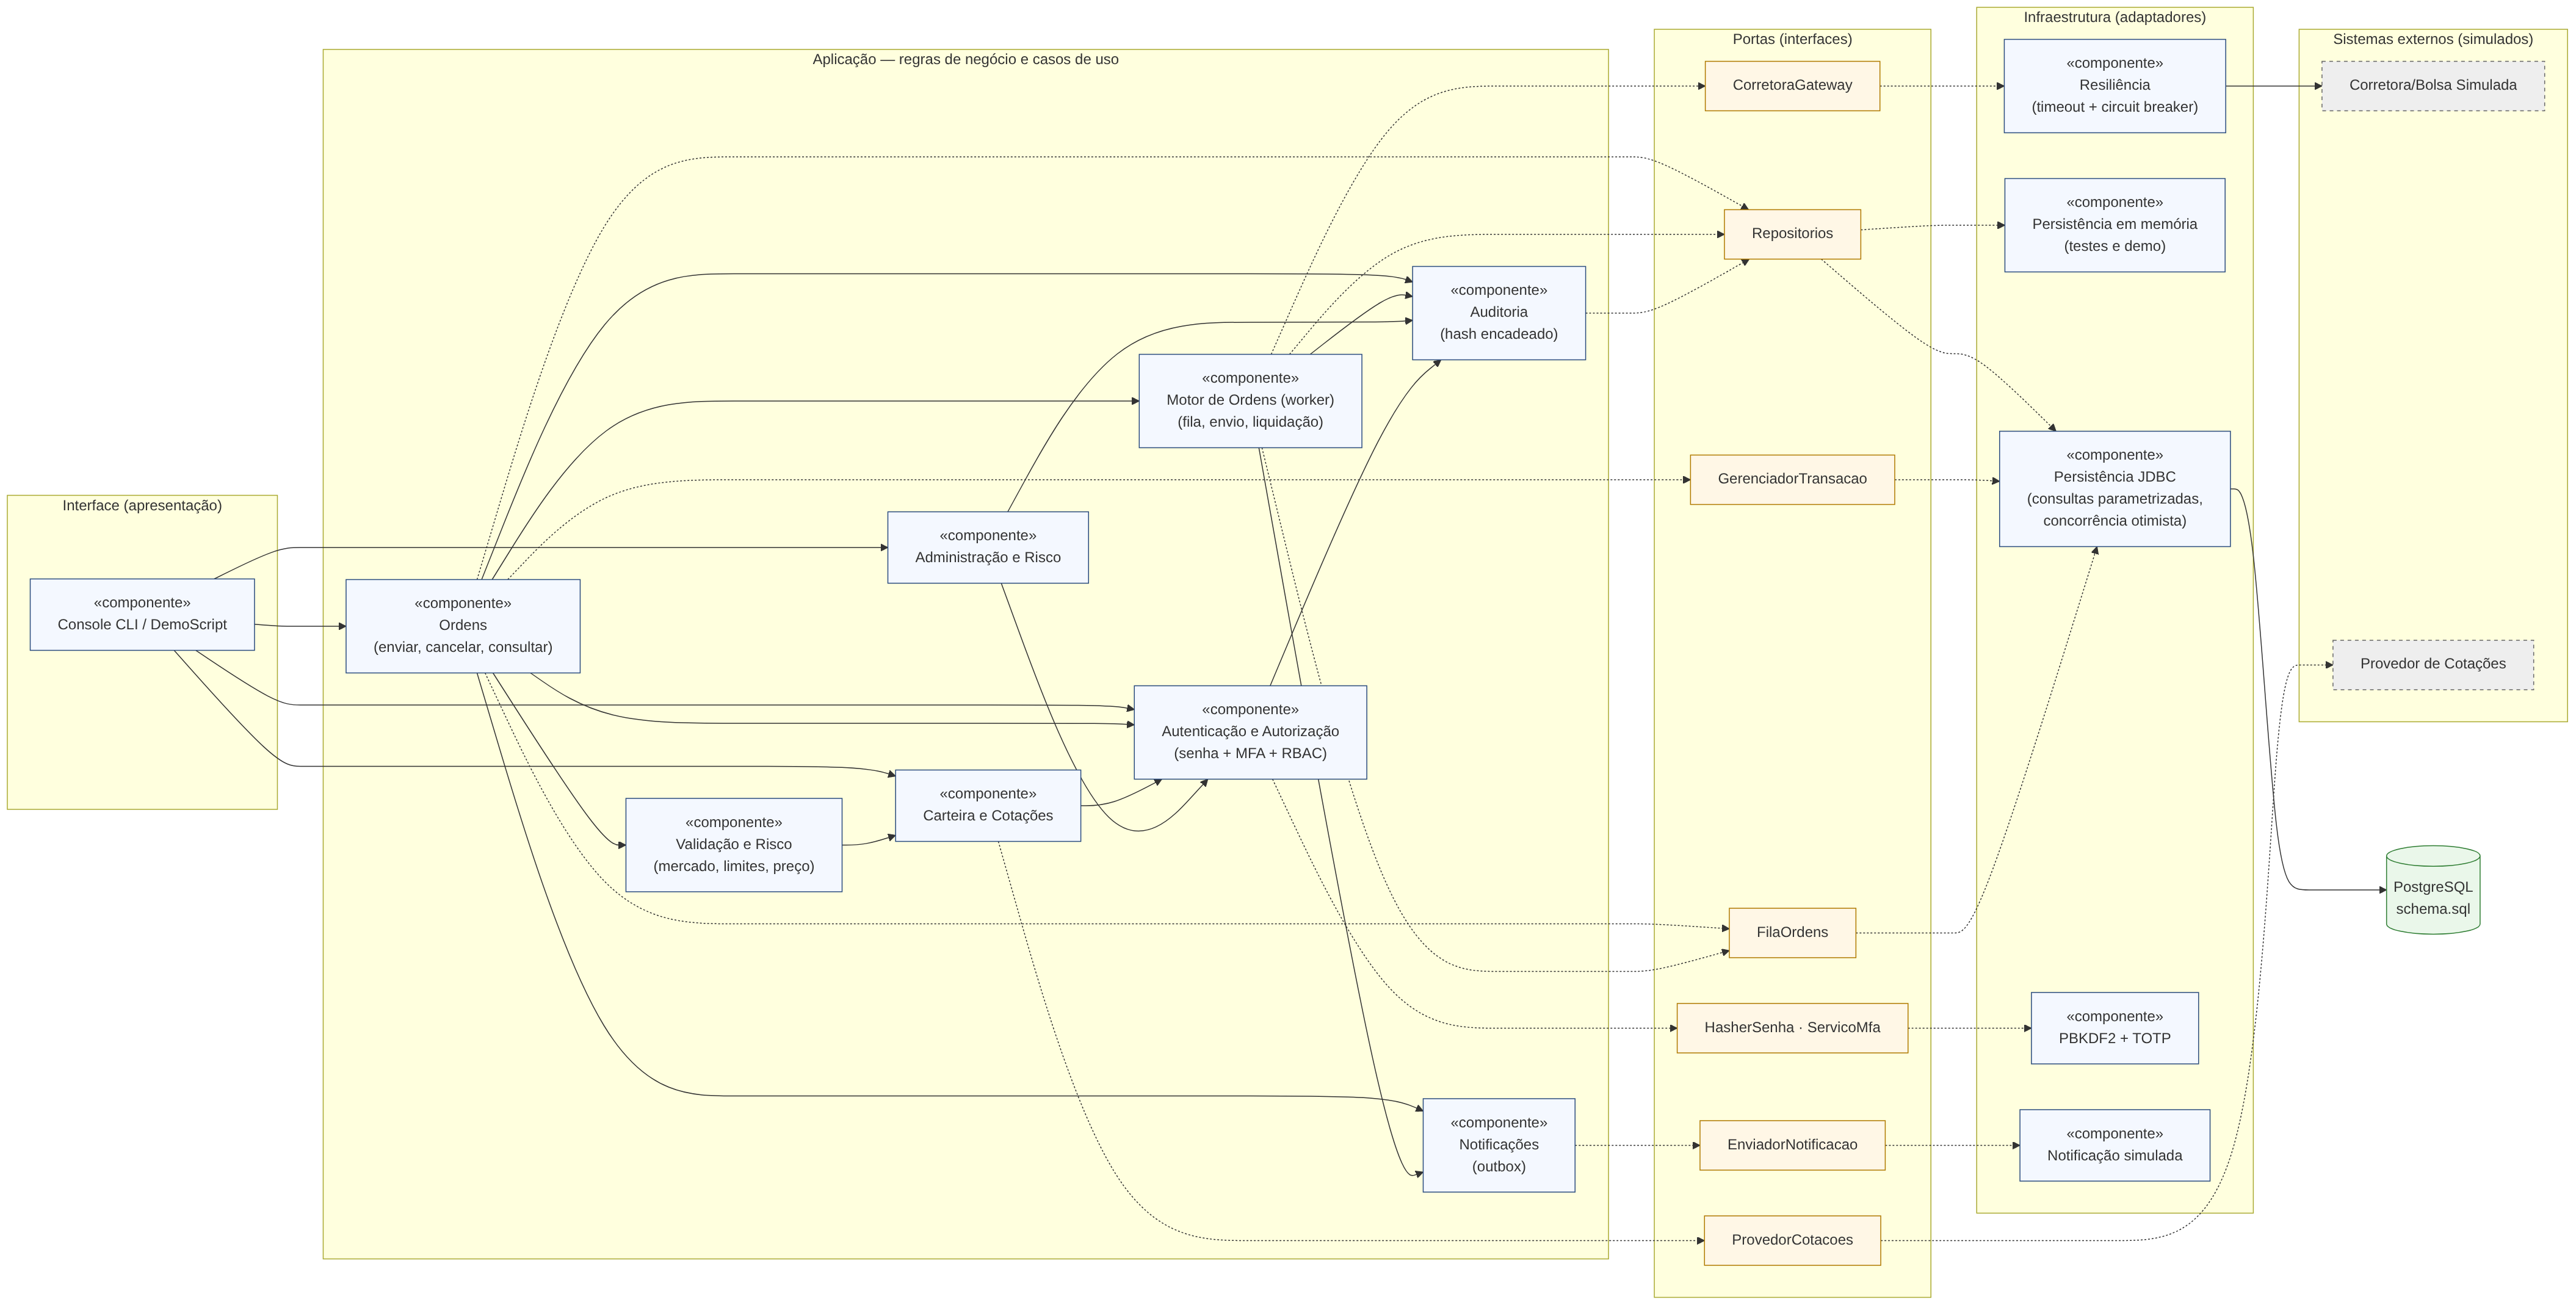 Interface (apresentação)
«componente»
Console CLI / DemoScript
Aplicação — regras de negócio e casos de uso
«componente»
Ordens
(enviar, cancelar, consultar)
«componente»
Validação e Risco
(mercado, limites, preço)
«componente»
Administração e Risco
«componente»
Carteira e Cotações
«componente»
Motor de Ordens (worker)
(fila, envio, liquidação)
«componente»
Autenticação e Autorização
(senha + MFA + RBAC)
«componente»
Auditoria
(hash encadeado)
«componente»
Notificações
(outbox)
Portas (interfaces)
CorretoraGateway
Repositorios
GerenciadorTransacao
FilaOrdens
HasherSenha · ServicoMfa
EnviadorNotificacao
ProvedorCotacoes
Infraestrutura (adaptadores)
«componente»
Resiliência
(timeout + circuit breaker)
«componente»
Persistência em memória
(testes e demo)
«componente»
Persistência JDBC
(consultas parametrizadas,
concorrência otimista)
«componente»
PBKDF2 + TOTP
«componente»
Notificação simulada
Sistemas externos (simulados)
Corretora/Bolsa Simulada
Provedor de Cotações
PostgreSQL
schema.sql